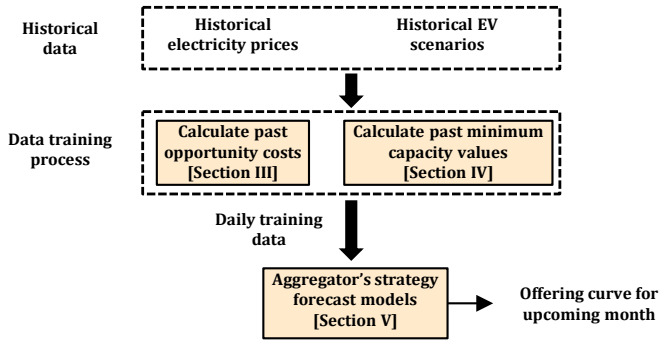 Historical
data
Historical
electricity prices
Historical EV
scenarios
Data training
process
Calculate past
opportunity costs
[Section III]
Calculate past minimum
capacity values
[Section IV]
Daily training
data
Aggregator's strategy
forecast models
[Section V]
Offering curve for
upcoming month